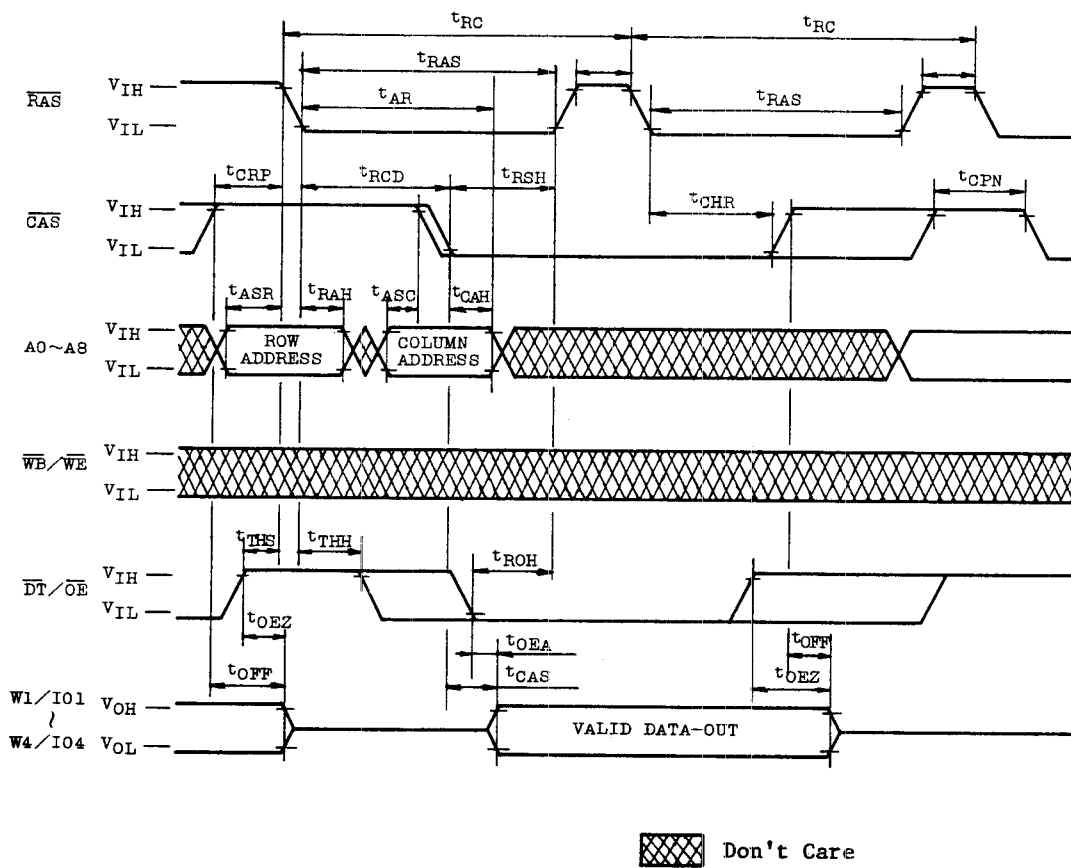 tRC tRC
tRAS
RAS VIH
tAR tRAS
VIL
tCRP tRCD tRSH tCPN
tCHR
CAS VIH
VIL
tASR tRAH tASC tCAH
A0~A8 VIH
ROW ADDRESS
COLUMN ADDRESS
VIL
WB/WE VIH
VIL
tTHS tTHH
tROH
DT/OE VIH
VIL
tOEZ tOEA tOFF
tOFF tCAS tOEZ
W1/I01 VOH
~ VALID DATA-OUT
W4/I04 VOL
Don't Care